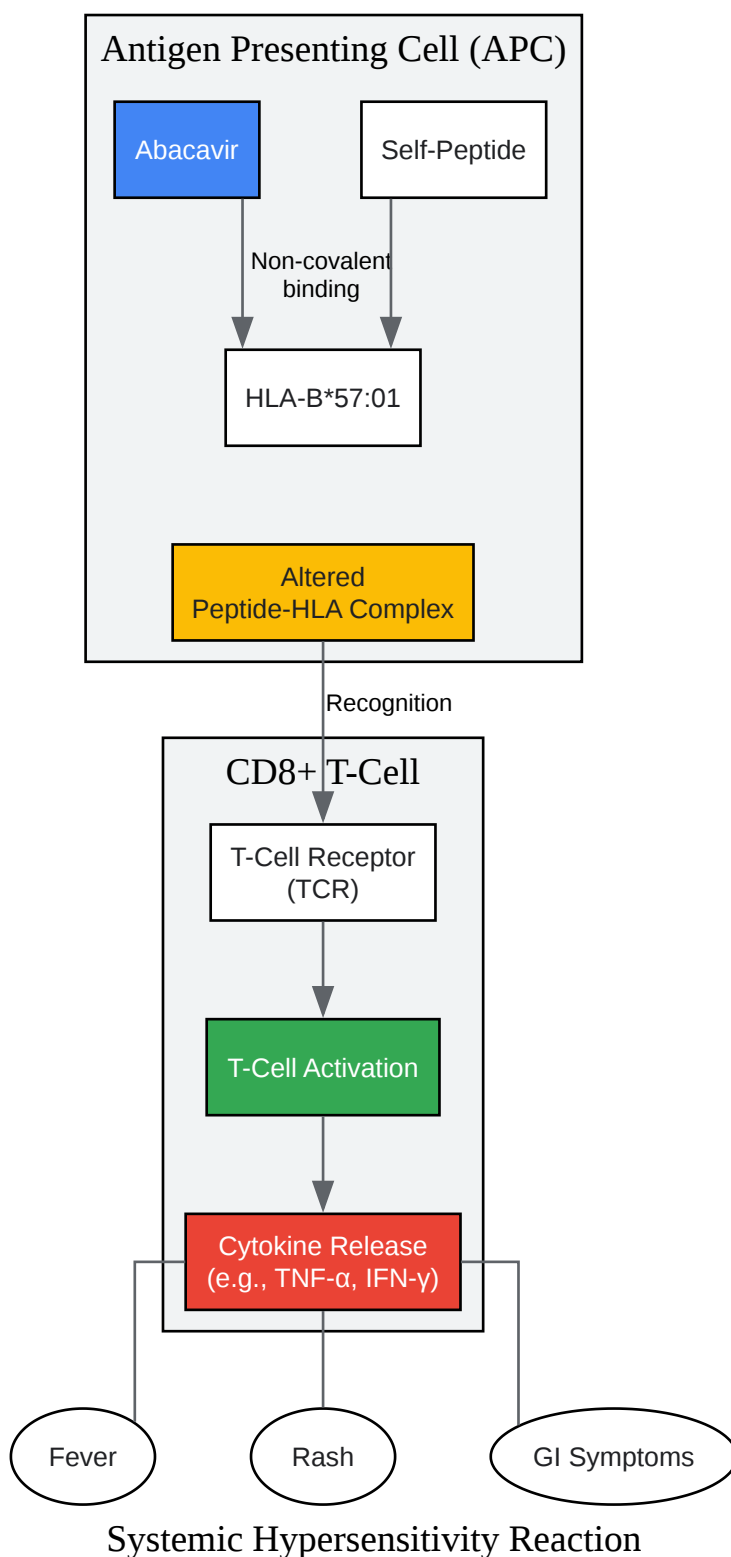 Antigen Presenting Cell (APC)
Abacavir
Self-Peptide
Non-covalent
binding
HLA-B*57:01
Altered
Peptide-HLA Complex
Recognition
CD8+ T-Cell
T-Cell Receptor
(TCR)
T-Cell Activation
Cytokine Release
(e.g., TNF-α, IFN-γ)
Fever
Rash
GI Symptoms
Systemic Hypersensitivity Reaction